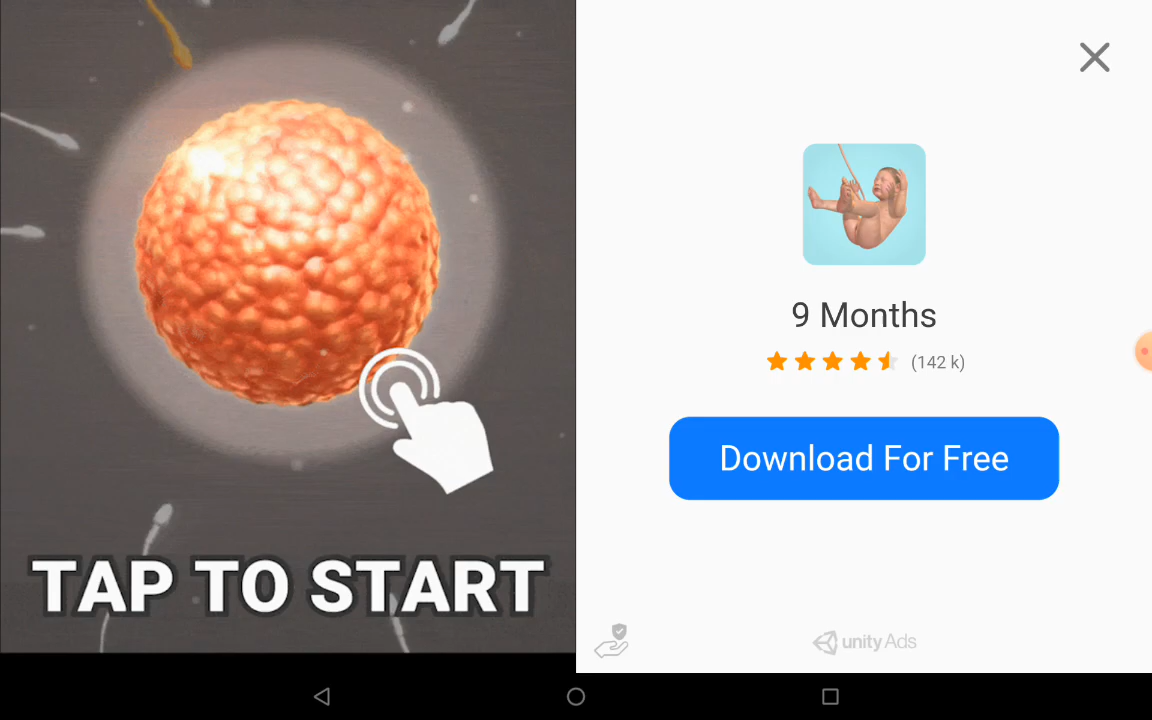 TAP TO START
9 Months
(142 k)
Download For Free
unity Ads